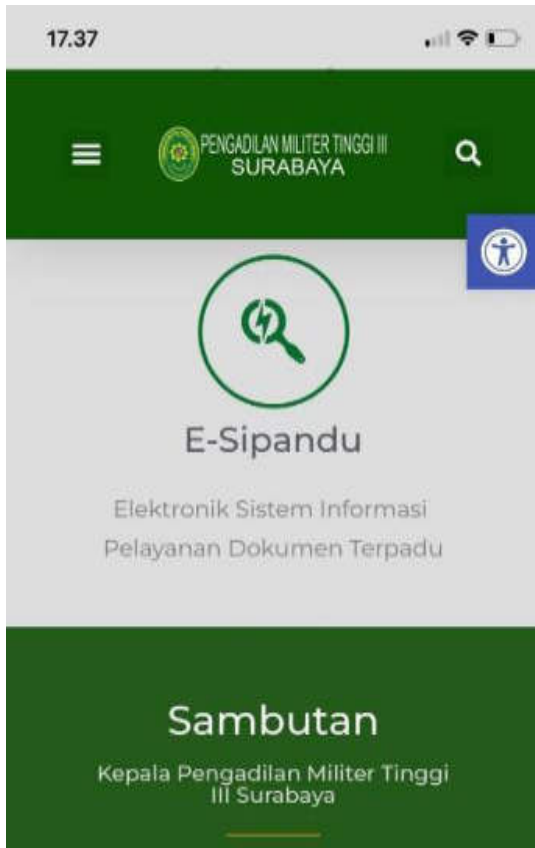 17.37
PENGADILAN MILITER TINGGI III
SURABAYA
E-Sipandu
Elektronik Sistem Informasi
Pelayanan Dokumen Terpadu
Sambutan
Kepala Pengadilan Militer Tinggi
III Surabaya